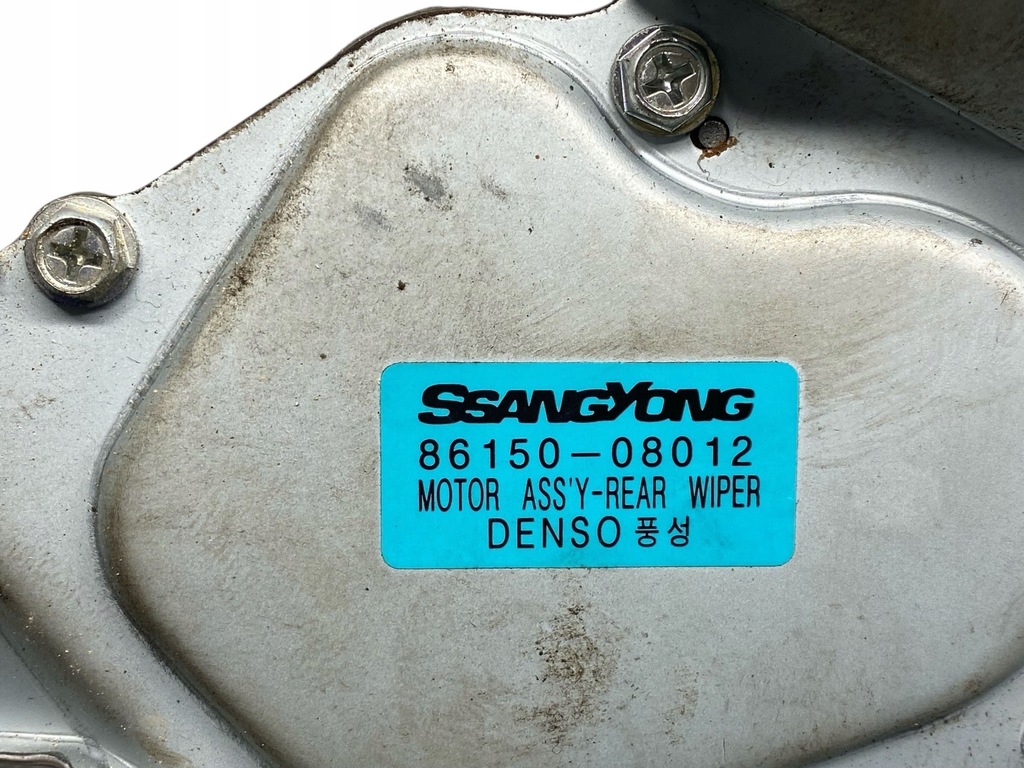 SSANGYONG
86150-08012
MOTOR ASS'Y-REAR WIPER
DENSO 풍성